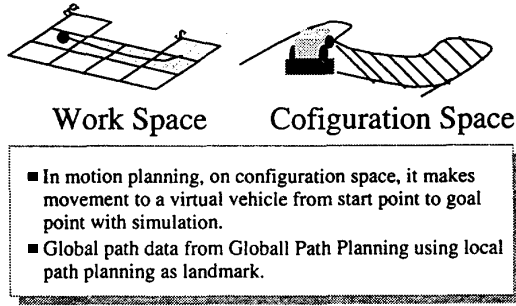 Work Space
Cofiguration Space
■ In motion planning, on configuration space, it makes
movement to a virtual vehicle from start point to goal
point with simulation.
■ Global path data from Globall Path Planning using local
path planning as landmark.